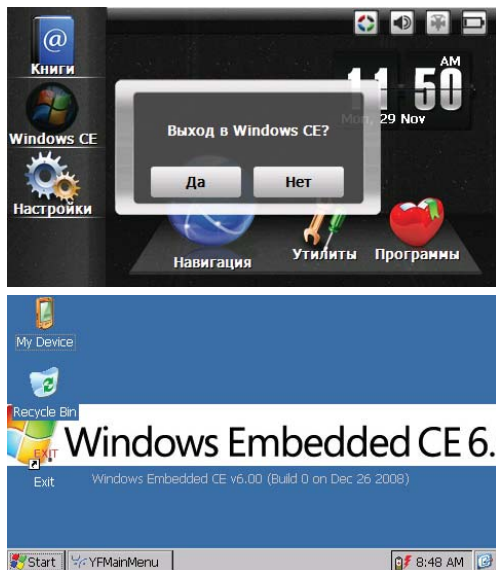 Книги
Windows CE
Настройки
AM
11 50
Mon, 29 Nov
Выход в Windows CE?
Да
Нет
Навигация
Утилиты
Программы
My Device
Recycle Bin
EXIT
Exit
Windows Embedded CE 6.
Windows Embedded CE v6.00 (Build 0 on Dec 26 2008)
Start
YFMainMenu
8:48 AM